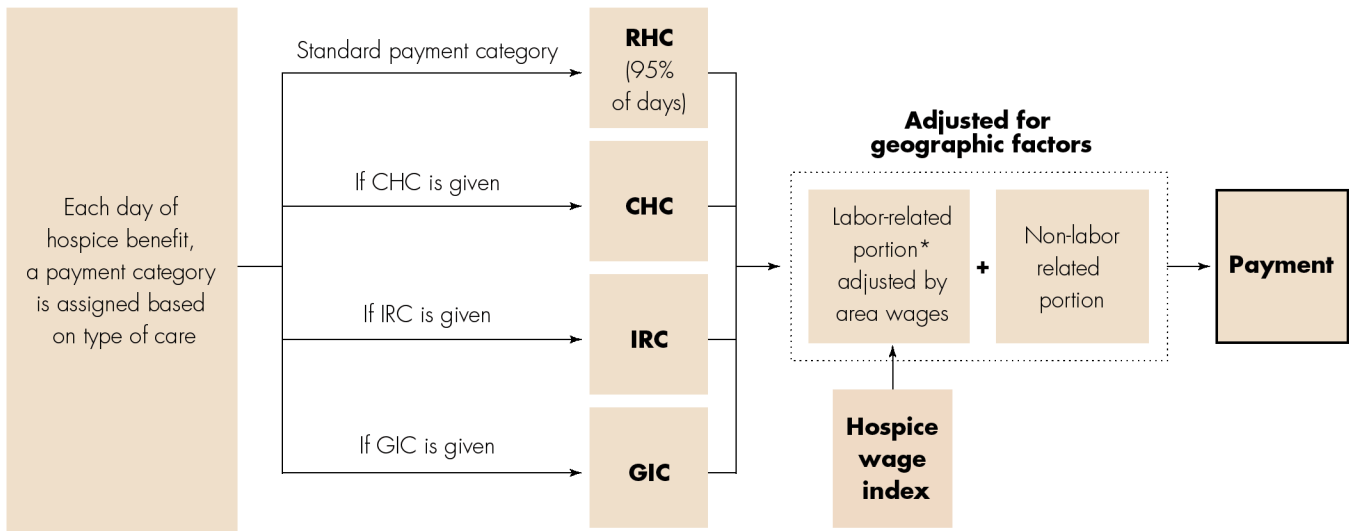 Each day of
hospice benefit,
a payment category
is assigned based
on type of care
Standard payment category
RHC
(95%
of days)
If CHC is given
CHC
If IRC is given
IRC
If GIC is given
GIC
Adjusted for
geographic factors
Labor-related
portion*
adjusted by
area wages
+
Non-labor
related
portion
Hospice
wage
index
Payment